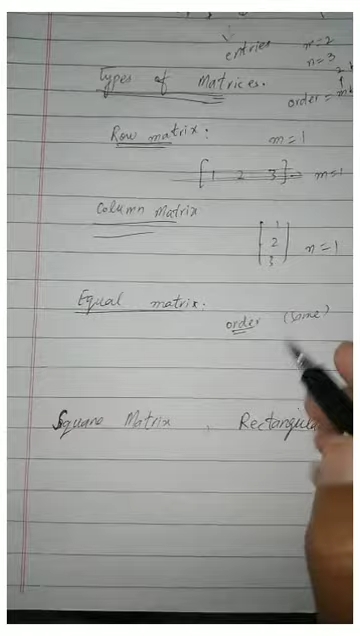 entries
m=2
n=3
Types of Matrices.
order =
Row matrix: m=1
[1 2 3] m=1
Column Matrix
[1
2
3] n=1
Equal matrix.
order (same)
Square Matrix , Rectangular